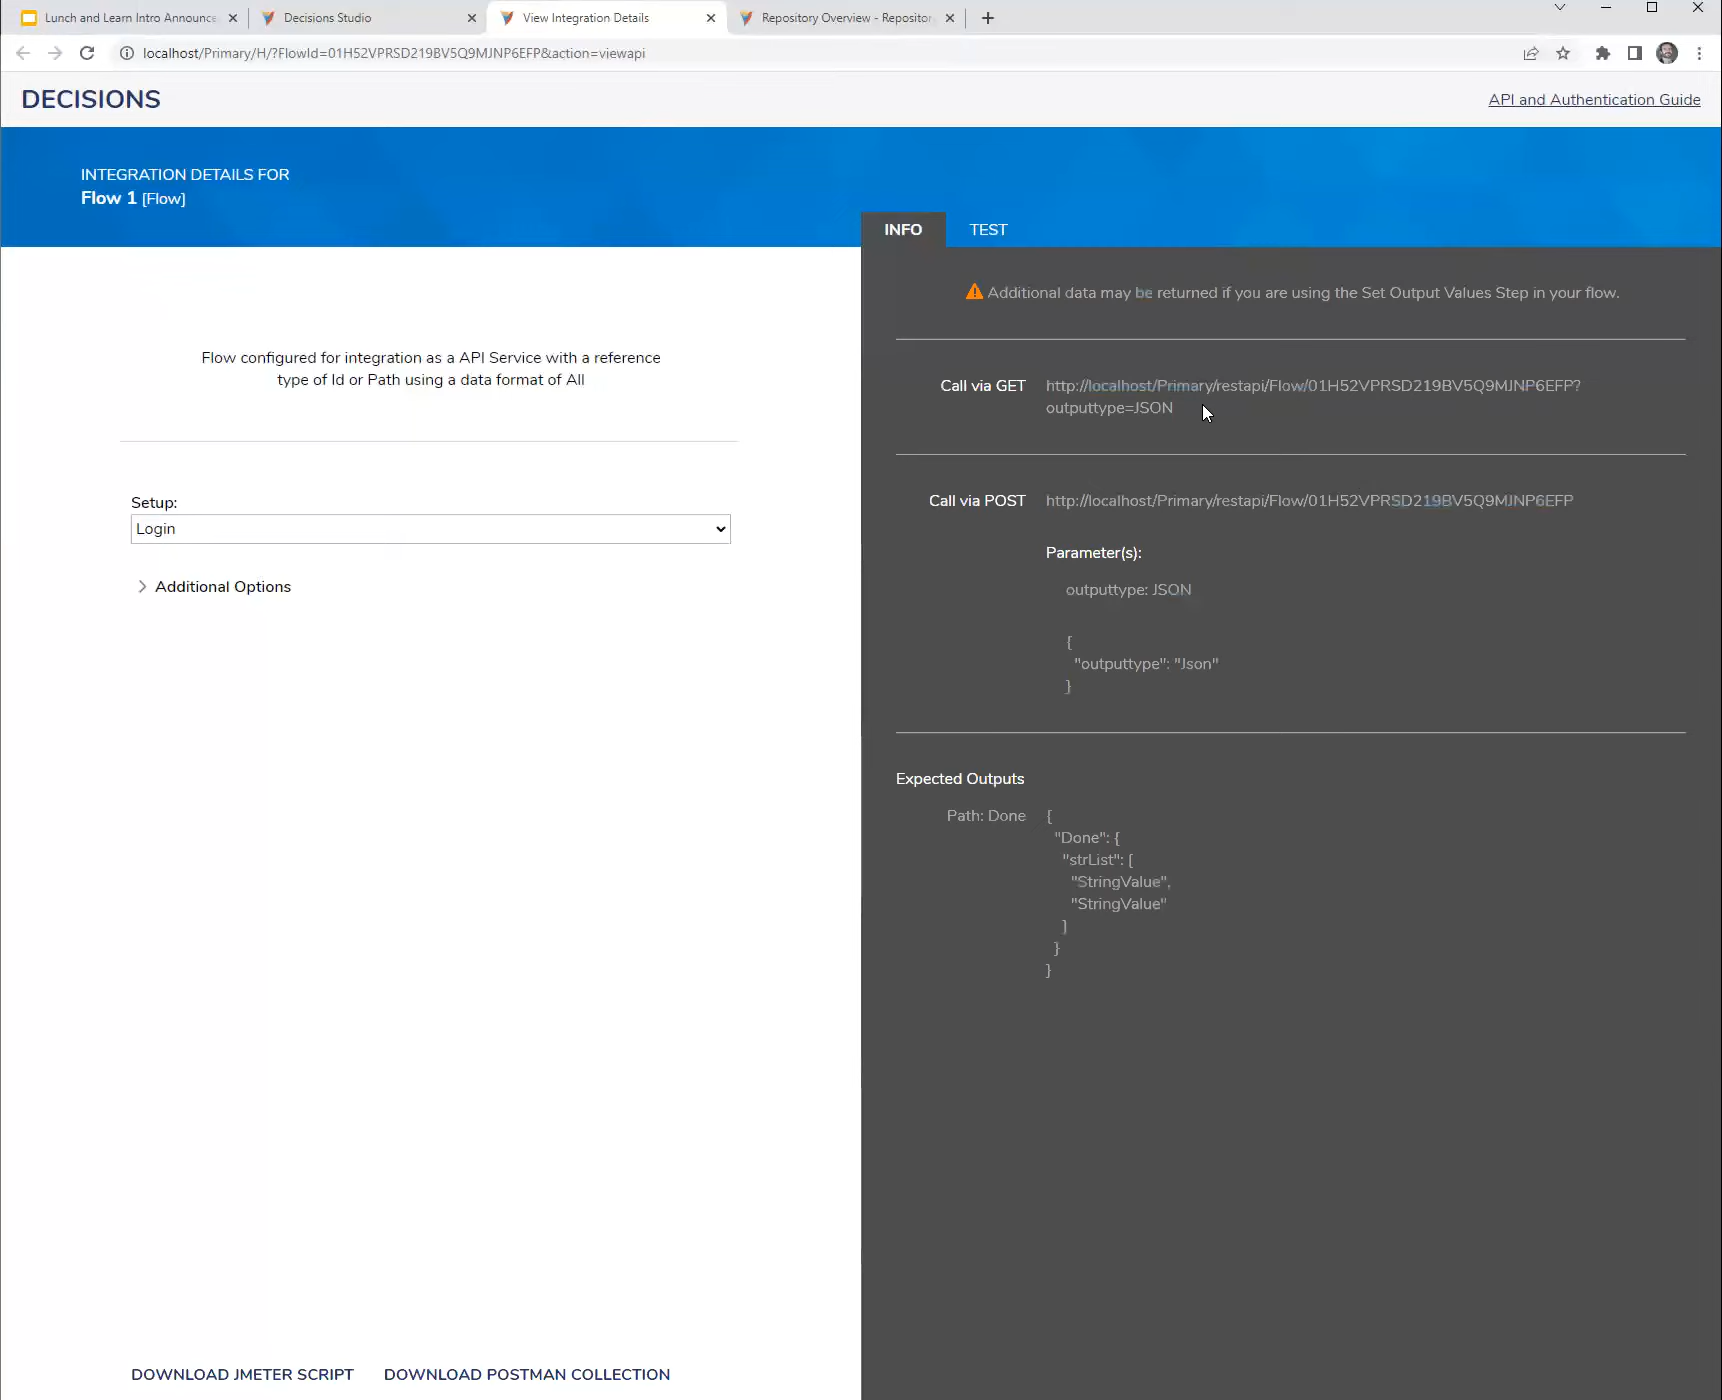 Lunch and Learn Intro Announce
Decisions Studio
View Integration Details
Repository Overview - Repositor
localhost/Primary/H/?FlowId=01H52VPRSD219BV5Q9MJNP6EFP&action=viewapi
DECISIONS
API and Authentication Guide
INTEGRATION DETAILS FOR
Flow 1 [Flow]
INFO
TEST
Flow configured for integration as a API Service with a reference
type of Id or Path using a data format of All
Setup:
Login
Additional Options
DOWNLOAD JMETER SCRIPT
DOWNLOAD POSTMAN COLLECTION
Additional data may be returned if you are using the Set Output Values Step in your flow.
Call via GET
http://localhost/Primary/restapi/Flow/01H52VPRSD219BV5Q9MJNP6EFP?
outputtype=JSON
Call via POST
http://localhost/Primary/restapi/Flow/01H52VPRSD219BV5Q9MJNP6EFP
Parameter(s):
outputtype: JSON
{
"outputtype": "Json"
}
Expected Outputs
Path: Done
{
"Done": {
"strList": [
"StringValue",
"StringValue"
]
}
}